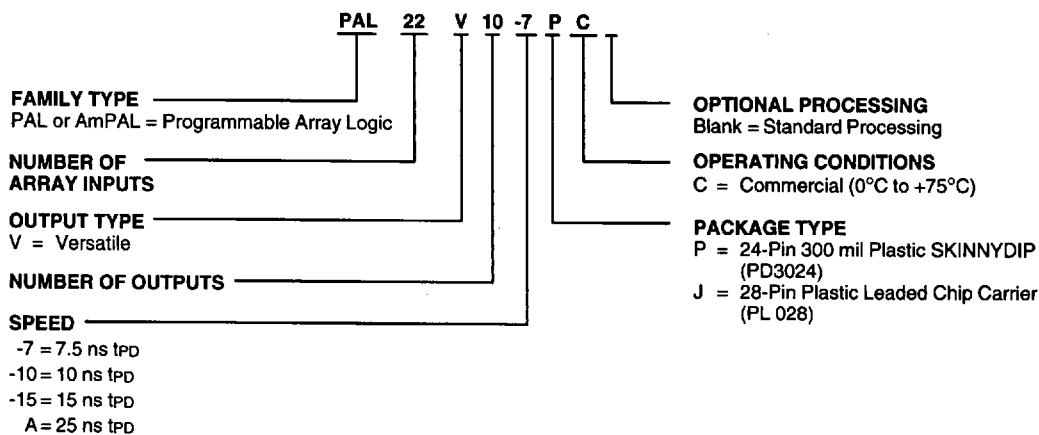 PAL 22 V 10 -7 P C
FAMILY TYPE
PAL or AmPAL = Programmable Array Logic
NUMBER OF
ARRAY INPUTS
OUTPUT TYPE
V = Versatile
NUMBER OF OUTPUTS
SPEED
-7 = 7.5 ns tPD
-10 = 10 ns tPD
-15 = 15 ns tPD
A = 25 ns tPD
OPTIONAL PROCESSING
Blank = Standard Processing
OPERATING CONDITIONS
C = Commercial (0°C to +75°C)
PACKAGE TYPE
P = 24-Pin 300 mil Plastic SKINNYDIP
(PD3024)
J = 28-Pin Plastic Leaded Chip Carrier
(PL 028)